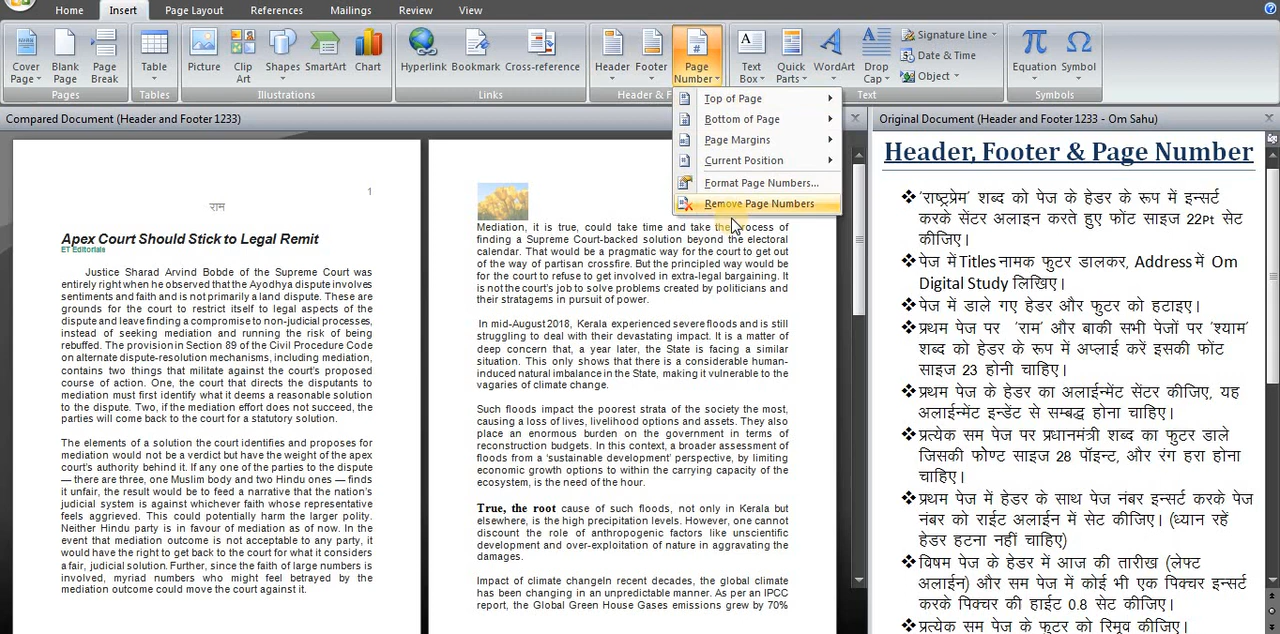 Home Insert Page Layout References Mailings Review View
Cover Page Blank Page Page Break Table Picture Clip Art Shapes SmartArt Chart Hyperlink Bookmark Cross-reference Header Footer Page Number Text Box Quick Parts WordArt Drop Cap Signature Line Date & Time Object Equation Symbol
Pages Tables Illustrations Links Header & F Text Symbols
Top of Page
Bottom of Page
Page Margins
Current Position
Format Page Numbers...
Remove Page Numbers
Compared Document (Header and Footer 1233)
1
राम
Apex Court Should Stick to Legal Remit
ET Editorials
Justice Sharad Arvind Bobde of the Supreme Court was
entirely right when he observed that the Ayodhya dispute involves
sentiments and faith and is not primarily a land dispute. These are
grounds for the court to restrict itself to legal aspects of the
dispute and leave finding a compromise to non-judicial processes,
instead of seeking mediation and running the risk of being
rebuffed. The provision in Section 89 of the Civil Procedure Code
on alternate dispute-resolution mechanisms, including mediation,
contains two things that militate against the court's proposed
course of action. One, the court that directs the disputants to
mediation must first identify what it deems a reasonable solution
to the dispute. Two, if the mediation effort does not succeed, the
parties will come back to the court for a statutory solution.
The elements of a solution the court identifies and proposes for
mediation would not be a verdict but have the weight of the apex
court's authority behind it. If any one of the parties to the dispute
— there are three, one Muslim body and two Hindu ones — finds
it unfair, the result would be to feed a narrative that the nation's
judicial system is against whichever faith whose representative
feels aggrieved. This could potentially harm the larger polity.
Neither Hindu party is in favour of mediation as of now. In the
event that mediation outcome is not acceptable to any party, it
would have the right to get back to the court for what it considers
a fair, judicial solution. Further, since the faith of large numbers is
involved, myriad numbers who might feel betrayed by the
mediation outcome could move the court against it.
Mediation, it is true, could take time and take the process of
finding a Supreme Court-backed solution beyond the electoral
calendar. That would be a pragmatic way for the court to get out
of the way of partisan crossfire. But the principled way would be
for the court to refuse to get involved in extra-legal bargaining. It
is not the court's job to solve problems created by politicians and
their stratagems in pursuit of power.
In mid-August 2018, Kerala experienced severe floods and is still
struggling to deal with their devastating impact. It is a matter of
deep concern that, a year later, the State is facing a similar
situation. This only shows that there is a considerable human-
induced natural imbalance in the State, making it vulnerable to the
vagaries of climate change.
Such floods impact the poorest strata of the society the most,
causing a loss of lives, livelihood options and assets. They also
place an enormous burden on the government in terms of
reconstruction budgets. In this context, a broader assessment of
floods from a 'sustainable development' perspective, by limiting
economic growth options to within the carrying capacity of the
ecosystem, is the need of the hour.
True, the root cause of such floods, not only in Kerala but
elsewhere, is the high precipitation levels. However, one cannot
discount the role of anthropogenic factors like unscientific
development and over-exploitation of nature in aggravating the
damages.
Impact of climate changeIn recent decades, the global climate
has been changing in an unpredictable manner. As per an IPCC
report, the Global Green House Gases emissions grew by 70%
Original Document (Header and Footer 1233 - Om Sahu)
Header, Footer & Page Number
❖ 'राष्ट्रप्रेम' शब्द को पेज के हेडर के रूप में इन्सर्ट
करके सेंटर अलाइन करते हुए फोंट साइज 22Pt सेट
कीजिए।
❖ पेज में Titles नामक फुटर डालकर, Address में Om
Digital Study लिखिए।
❖ पेज में डाले गए हेडर और फुटर को हटाइए।
❖ प्रथम पेज पर 'राम' और बाकी सभी पेजों पर 'श्याम'
शब्द को हेडर के रूप में अप्लाई करें इसकी फोंट
साइज 23 होनी चाहिए।
❖ प्रथम पेज के हेडर का अलाईन्मेंट सेंटर कीजिए, यह
अलाईन्मेंट इन्डेंट से सम्बद्ध होना चाहिए।
❖ प्रत्येक सम पेज पर प्रधानमंत्री शब्द का फुटर डाले
जिसकी फोण्ट साइज 28 पॉइन्ट, और रंग हरा होना
चाहिए।
❖ प्रथम पेज में हेडर के साथ पेज नंबर इन्सर्ट करके पेज
नंबर को राईट अलाईन में सेट कीजिए। (ध्यान रहें
हेडर हटना नहीं चाहिए)
❖ विषम पेज के हेडर में आज की तारीख (लेफ्ट
अलाईन) और सम पेज में कोई भी एक पिक्चर इन्सर्ट
करके पिक्चर की हाईट 0.8 सेट कीजिए।
❖ प्रत्येक सम पेज के फुटर को रिमूव कीजिए।